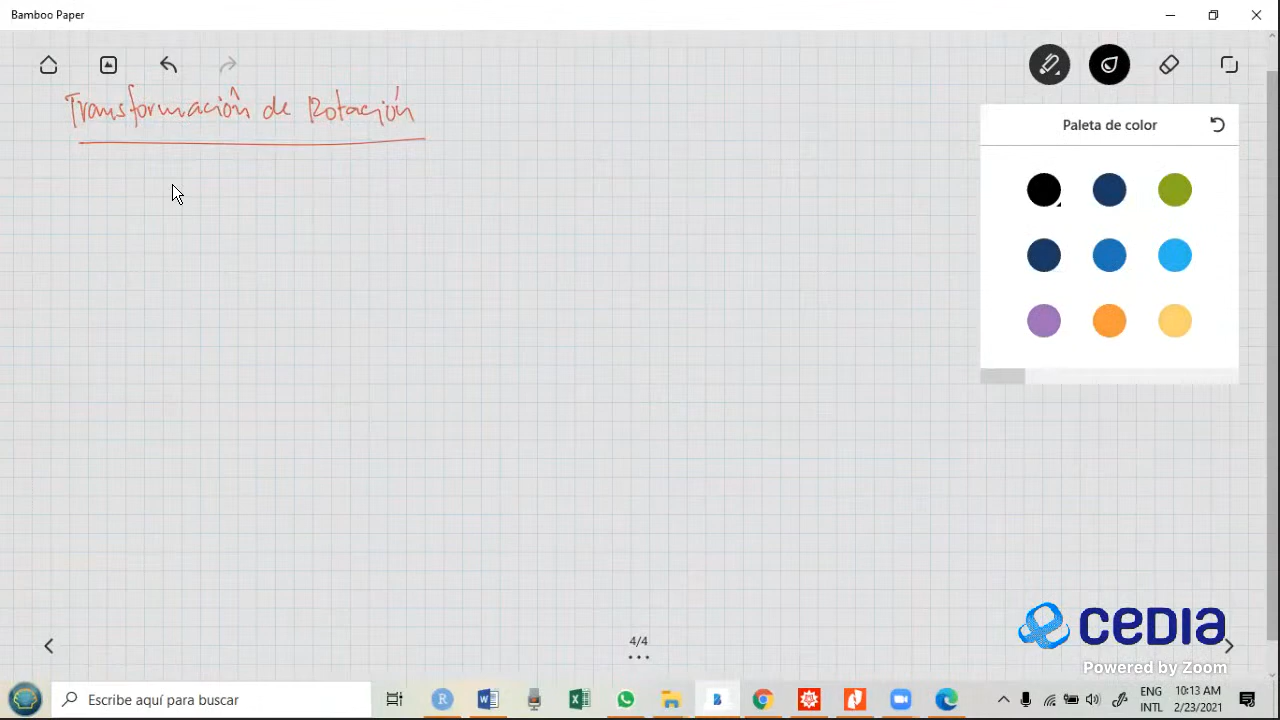 Bamboo Paper
Transformación de Rotación
Paleta de color
4/4
cedia
Powered by Zoom
Escribe aquí para buscar
ENG
INTL
10:13 AM
2/23/2021